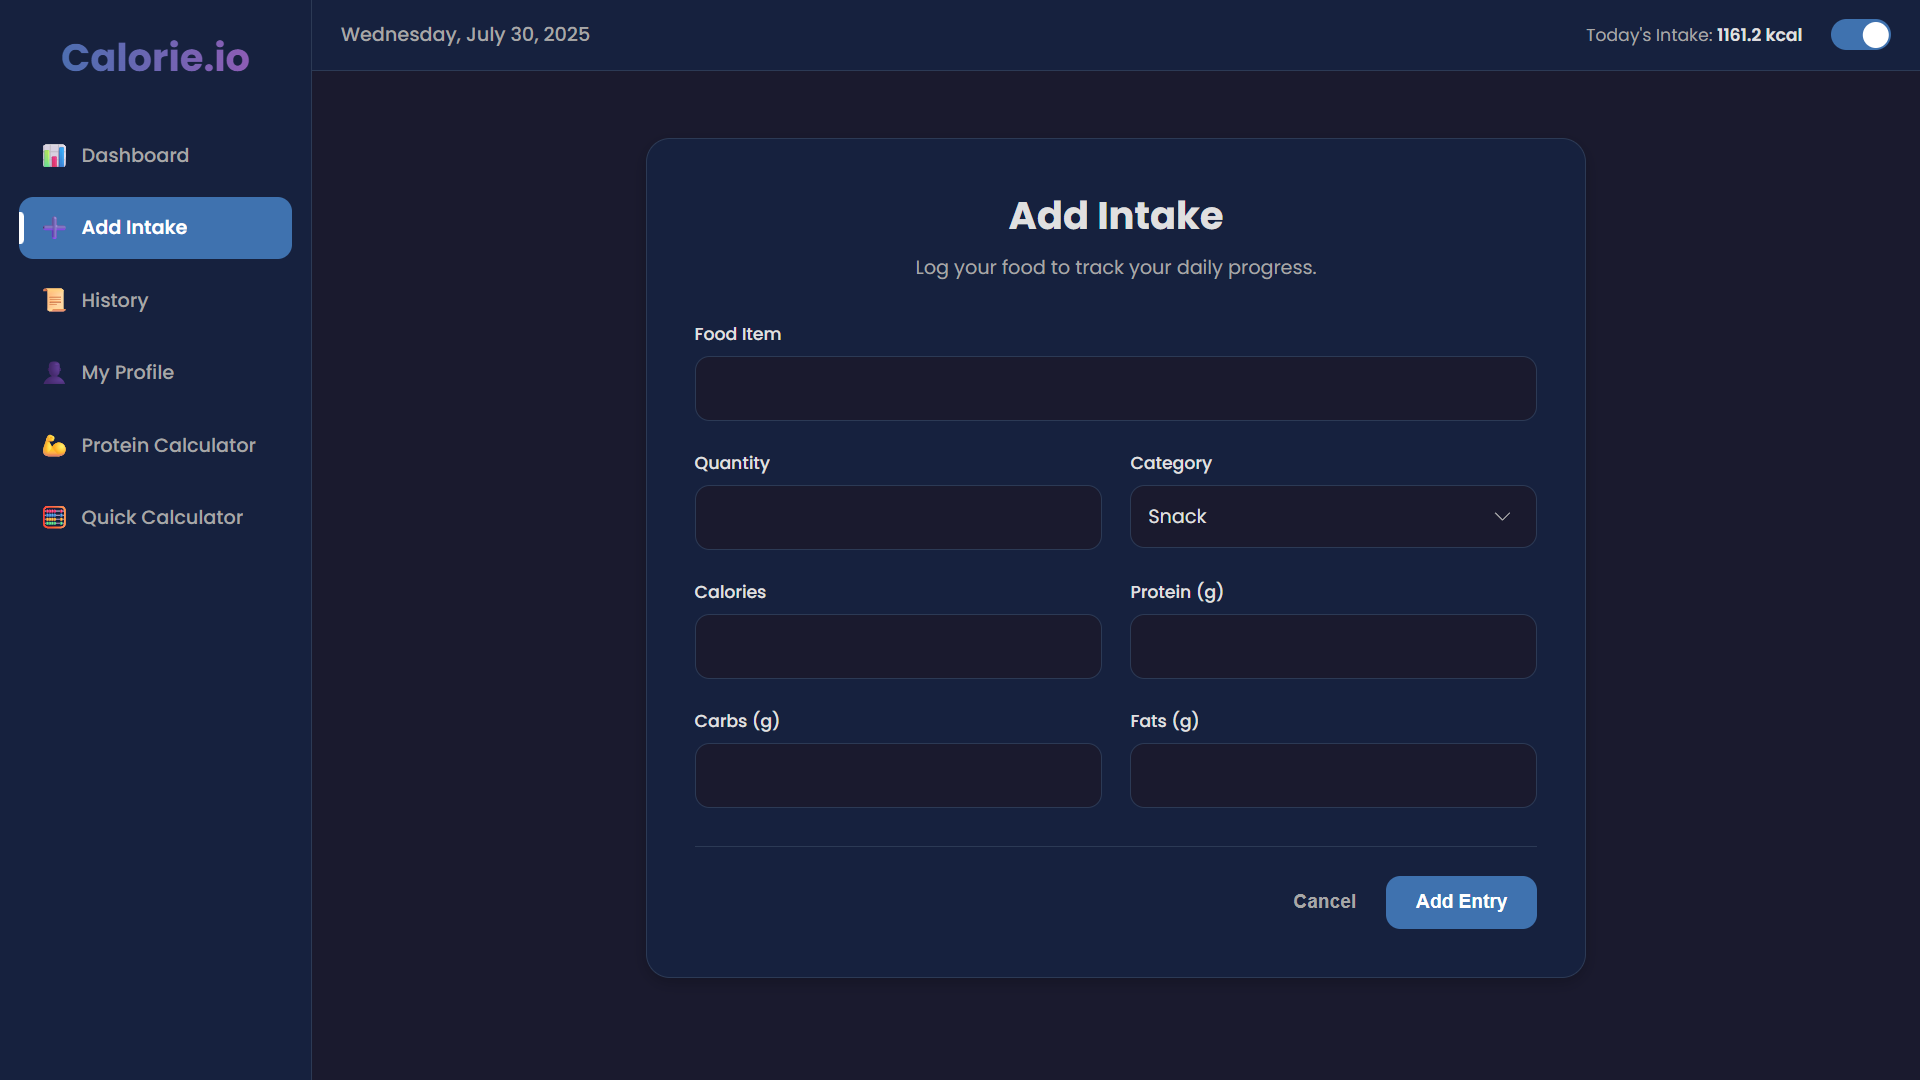 Calorie.io
Dashboard
Add Intake
History
My Profile
Protein Calculator
Quick Calculator
Wednesday, July 30, 2025
Today's Intake: 1161.2 kcal
Add Intake
Log your food to track your daily progress.
Food Item
Quantity
Category
Snack
Calories
Protein (g)
Carbs (g)
Fats (g)
Cancel
Add Entry